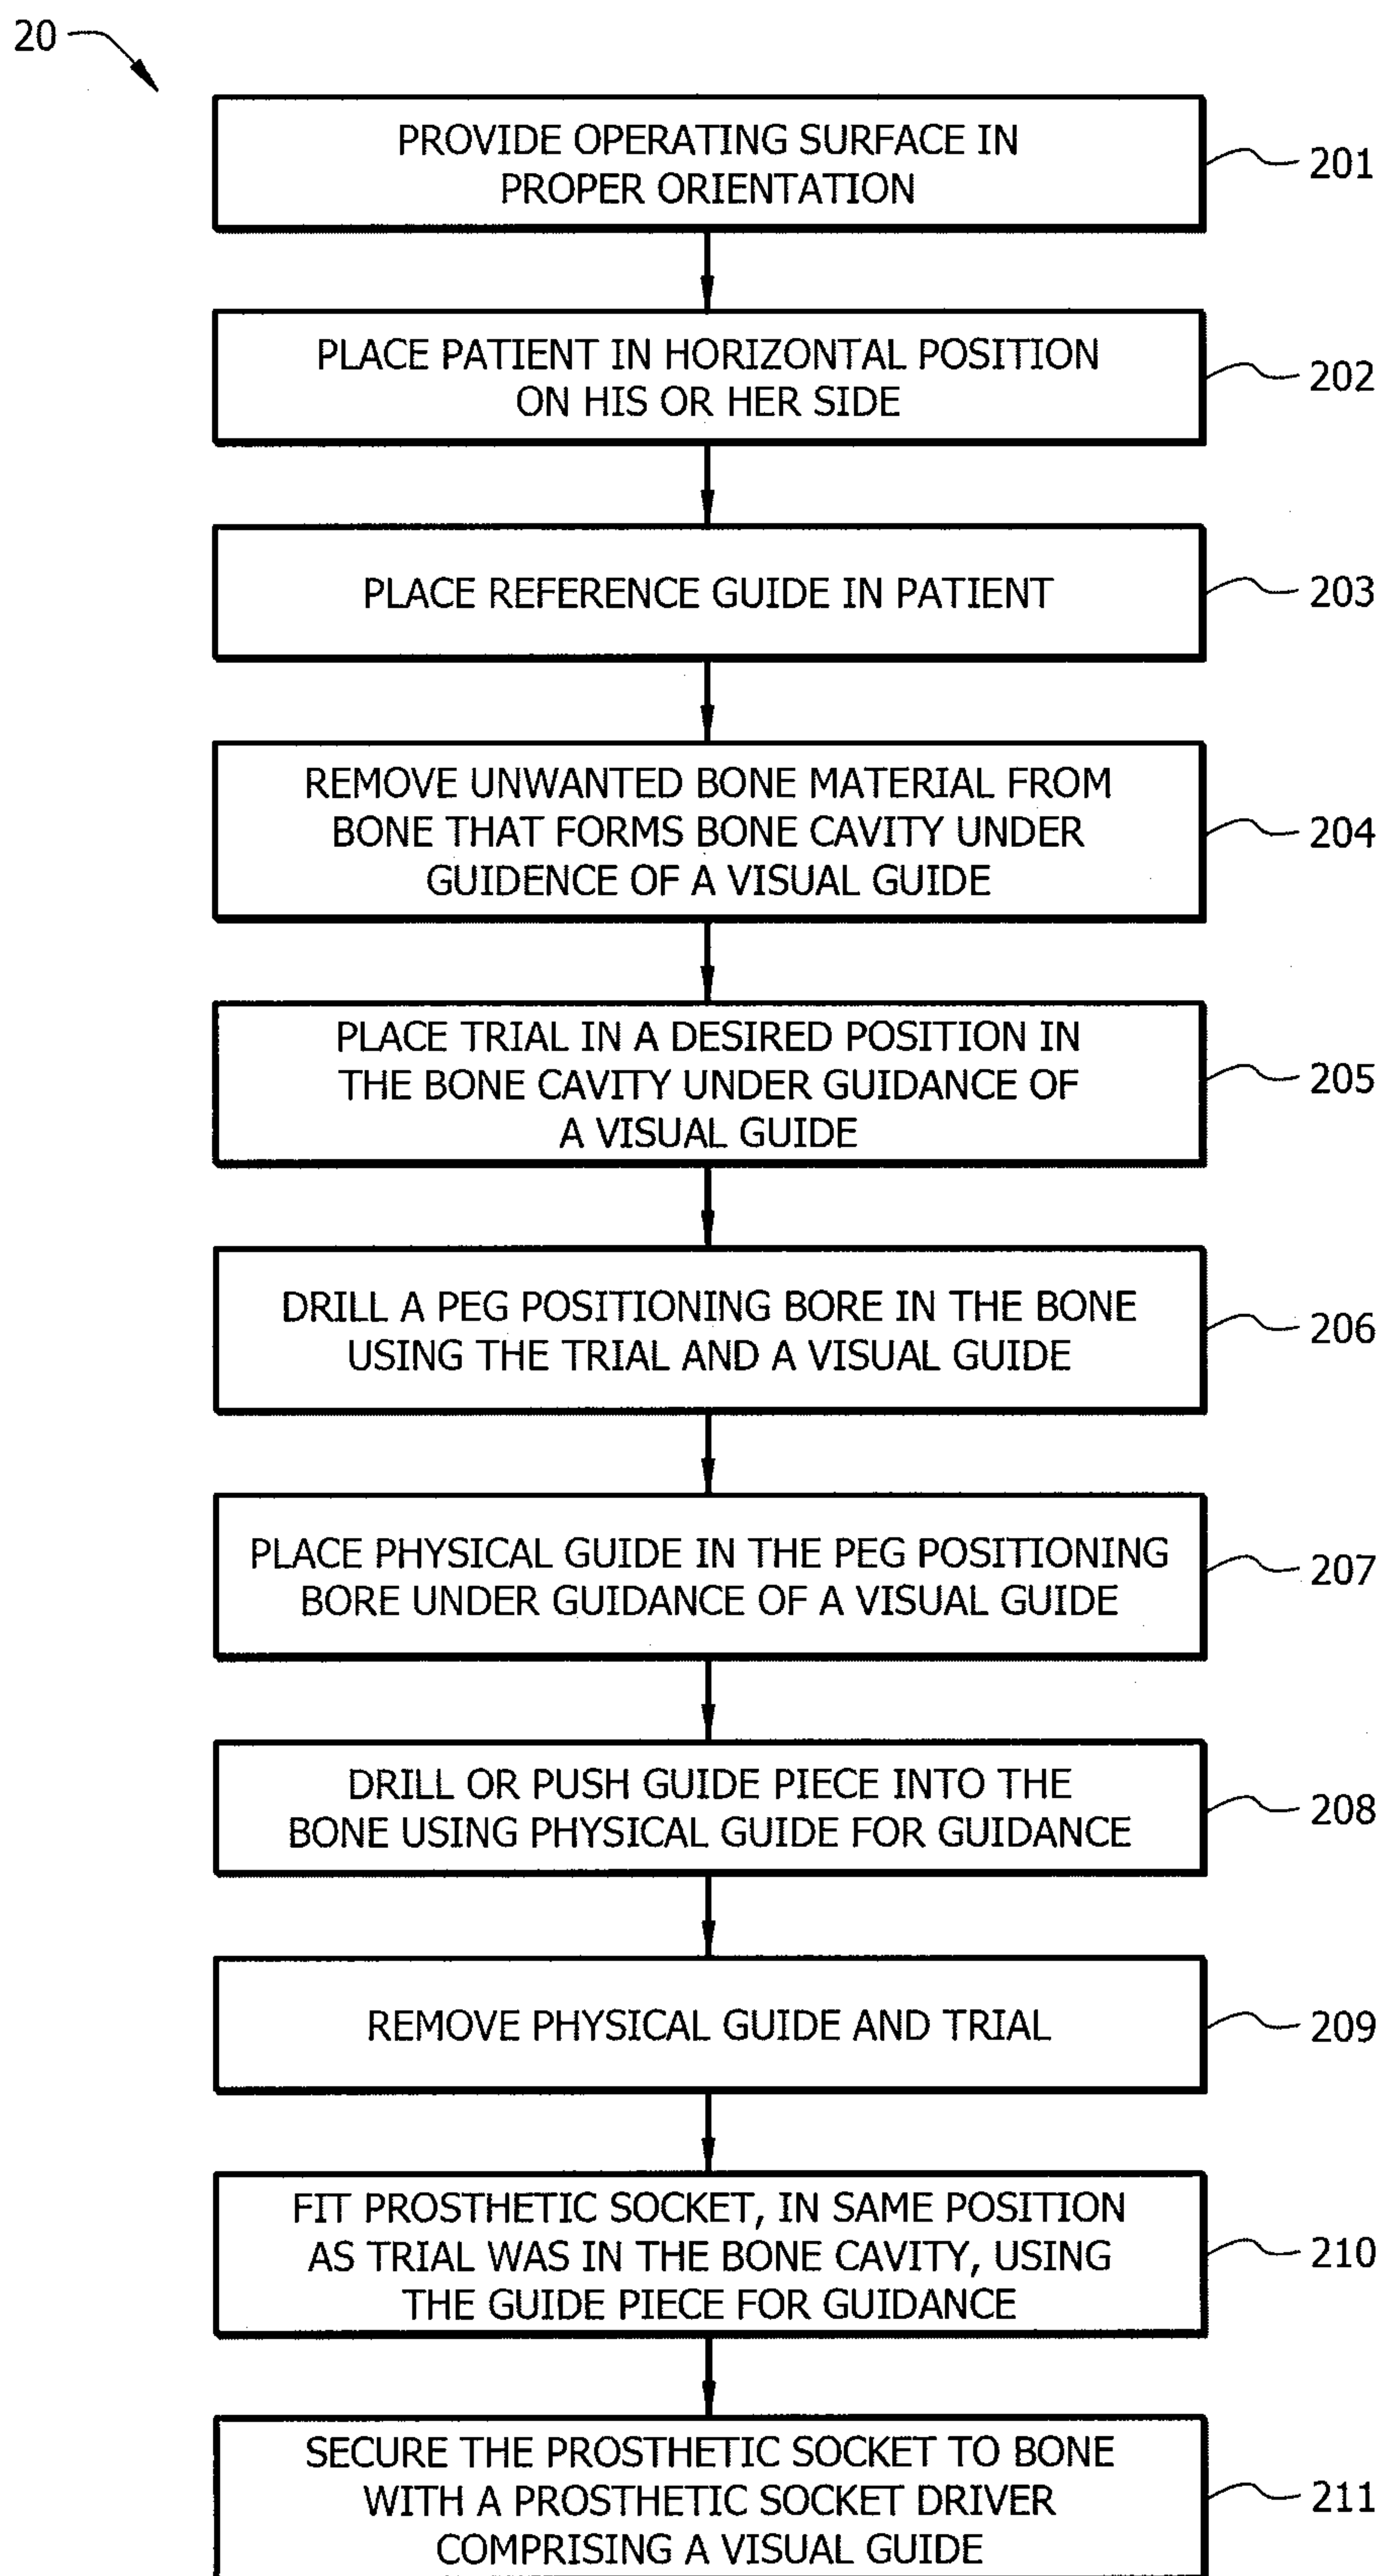 20
PROVIDE OPERATING SURFACE IN
PROPER ORIENTATION
201
PLACE PATIENT IN HORIZONTAL POSITION
ON HIS OR HER SIDE
202
PLACE REFERENCE GUIDE IN PATIENT
203
REMOVE UNWANTED BONE MATERIAL FROM
BONE THAT FORMS BONE CAVITY UNDER
GUIDENCE OF A VISUAL GUIDE
204
PLACE TRIAL IN A DESIRED POSITION IN
THE BONE CAVITY UNDER GUIDANCE OF
A VISUAL GUIDE
205
DRILL A PEG POSITIONING BORE IN THE BONE
USING THE TRIAL AND A VISUAL GUIDE
206
PLACE PHYSICAL GUIDE IN THE PEG POSITIONING
BORE UNDER GUIDANCE OF A VISUAL GUIDE
207
DRILL OR PUSH GUIDE PIECE INTO THE
BONE USING PHYSICAL GUIDE FOR GUIDANCE
208
REMOVE PHYSICAL GUIDE AND TRIAL
209
FIT PROSTHETIC SOCKET, IN SAME POSITION
AS TRIAL WAS IN THE BONE CAVITY, USING
THE GUIDE PIECE FOR GUIDANCE
210
SECURE THE PROSTHETIC SOCKET TO BONE
WITH A PROSTHETIC SOCKET DRIVER
COMPRISING A VISUAL GUIDE
211